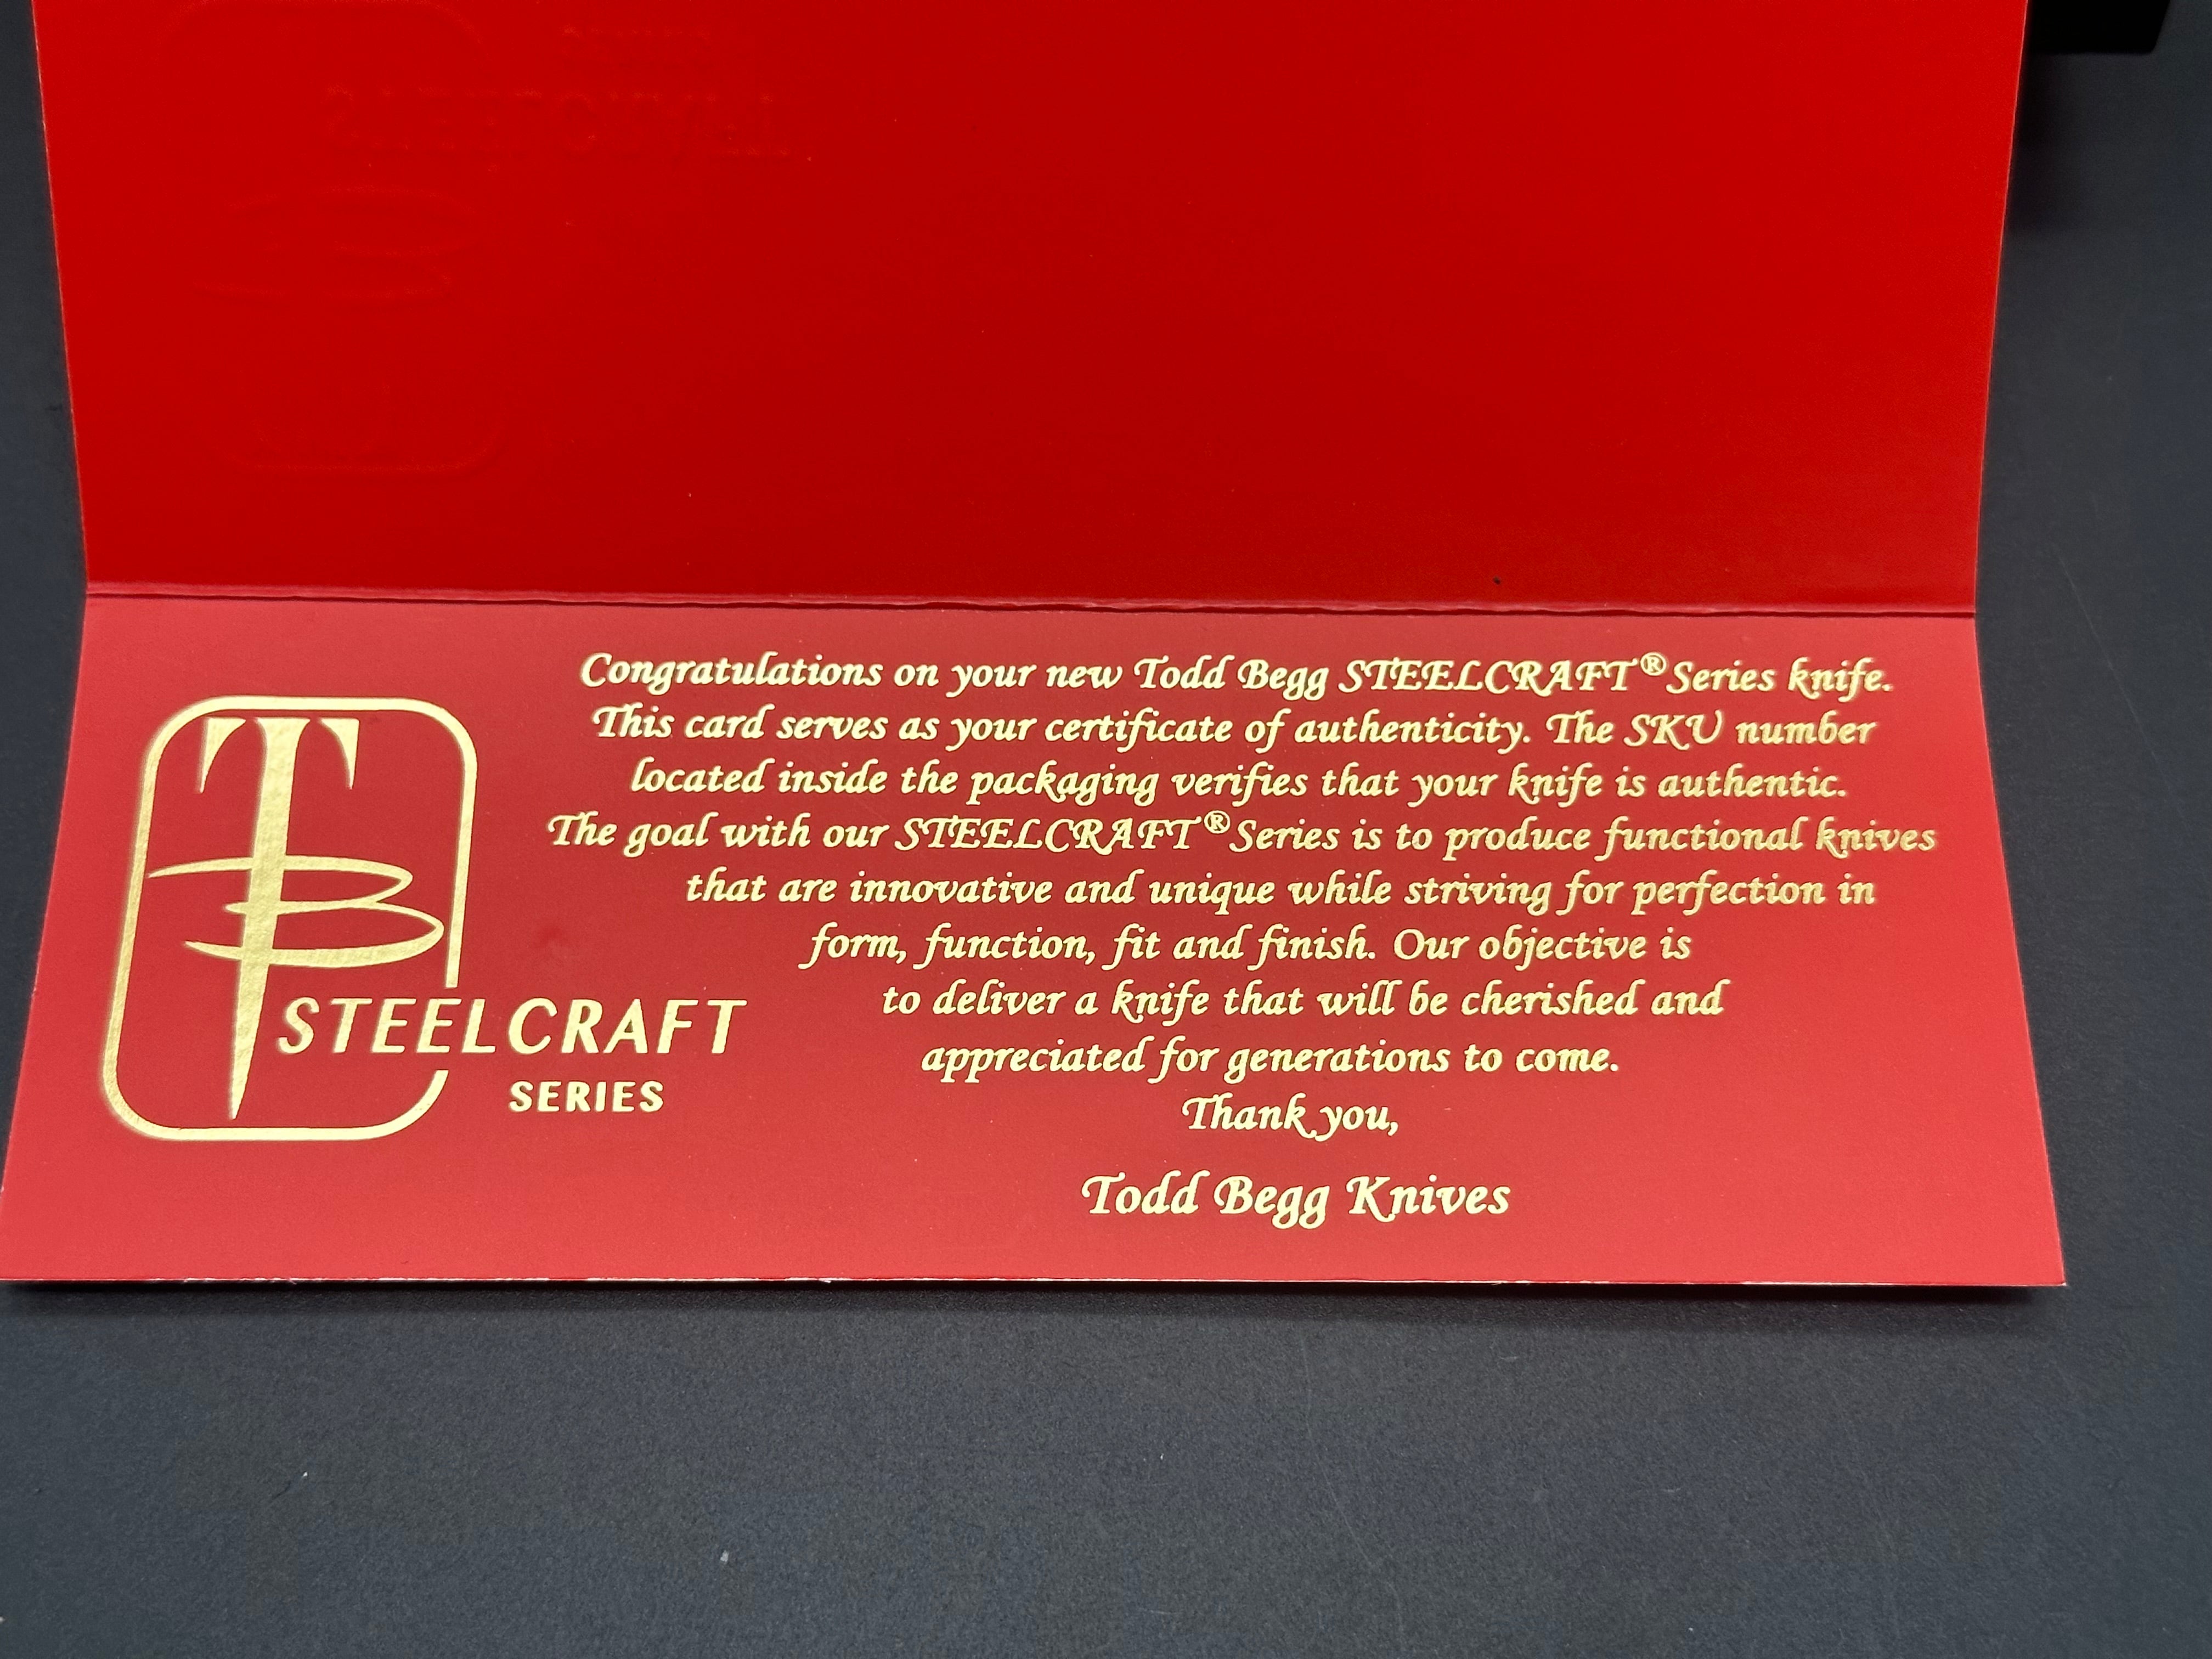 Congratulations on your new Todd Begg STEELCRAFT® Series knife.
This card serves as your certificate of authenticity. The SKU number
located inside the packaging verifies that your knife is authentic.
The goal with our STEELCRAFT® Series is to produce functional knives
that are innovative and unique while striving for perfection in
form, function, fit and finish. Our objective is
to deliver a knife that will be cherished and
appreciated for generations to come.
Thank you,
Todd Begg Knives
TB
STEELCRAFT
SERIES